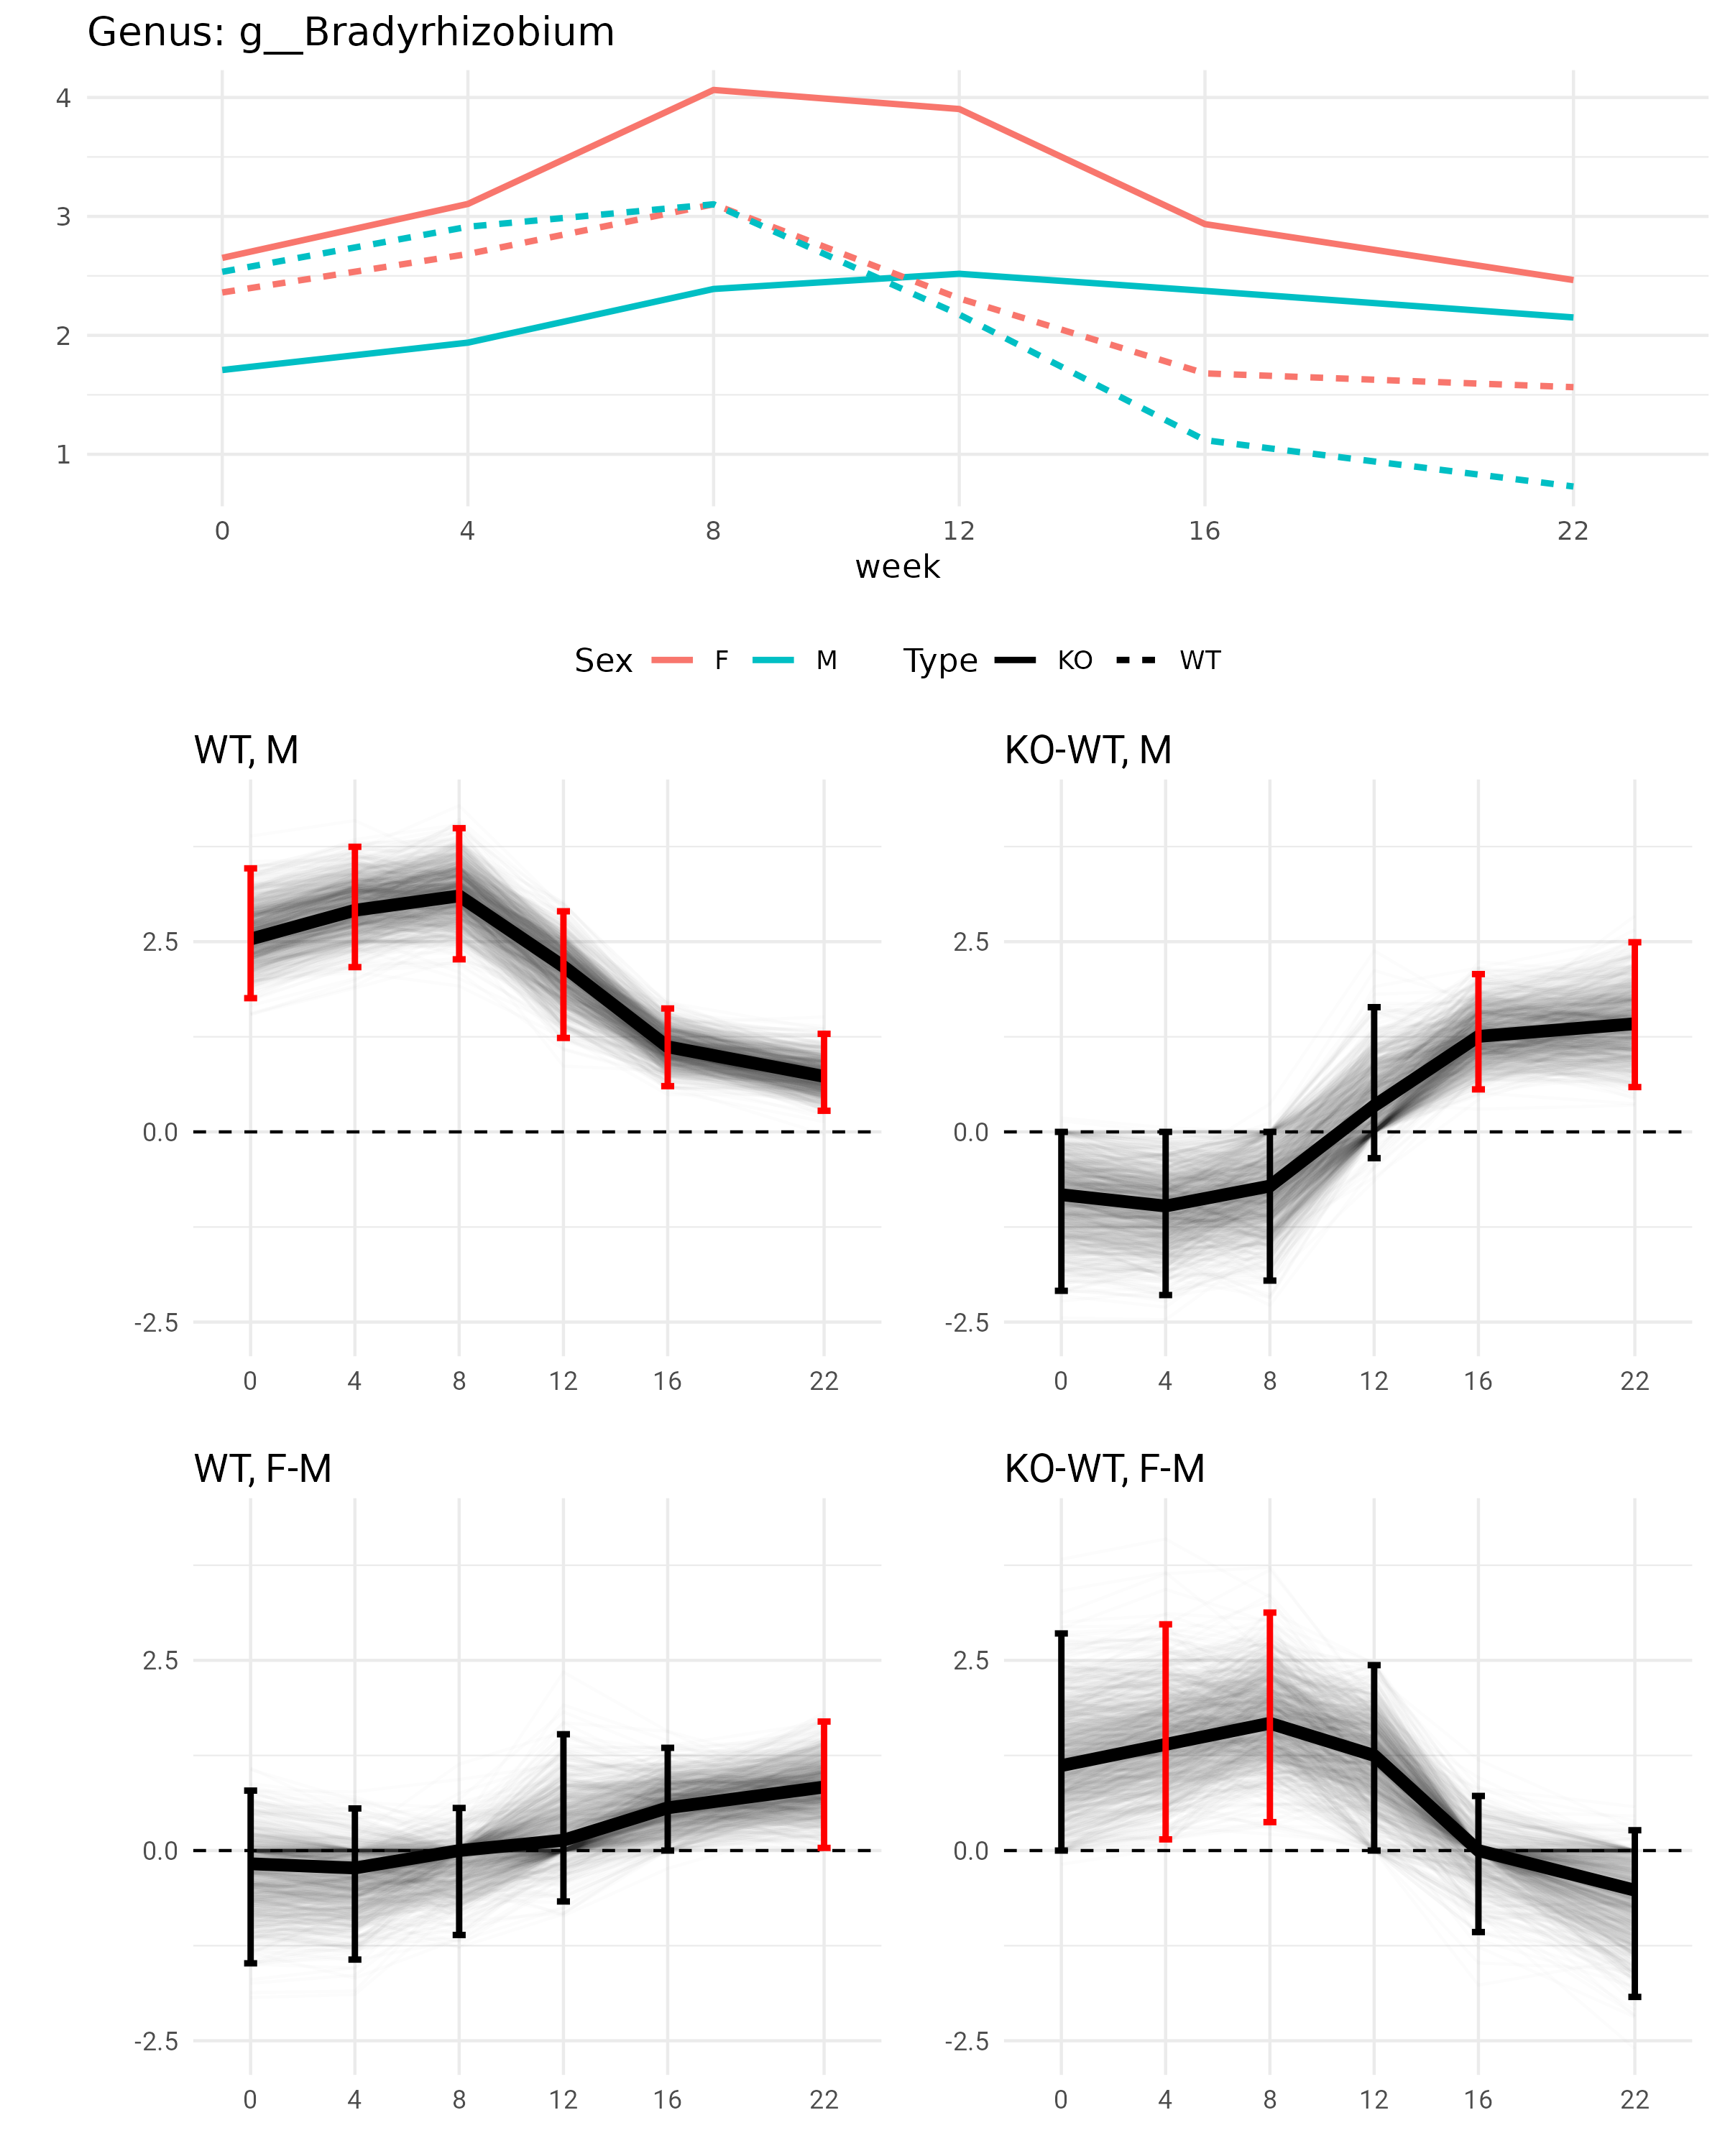 Genus: g__Bradyrhizobium
4
3
2
1
0 4 8 12 16 22
week
Sex F M Type KO WT
WT, M KO-WT, M
2.5 2.5
0.0 0.0
-2.5 -2.5
0 4 8 12 16 22 0 4 8 12 16 22
WT, F-M KO-WT, F-M
2.5 2.5
0.0 0.0
-2.5 -2.5
0 4 8 12 16 22 0 4 8 12 16 22